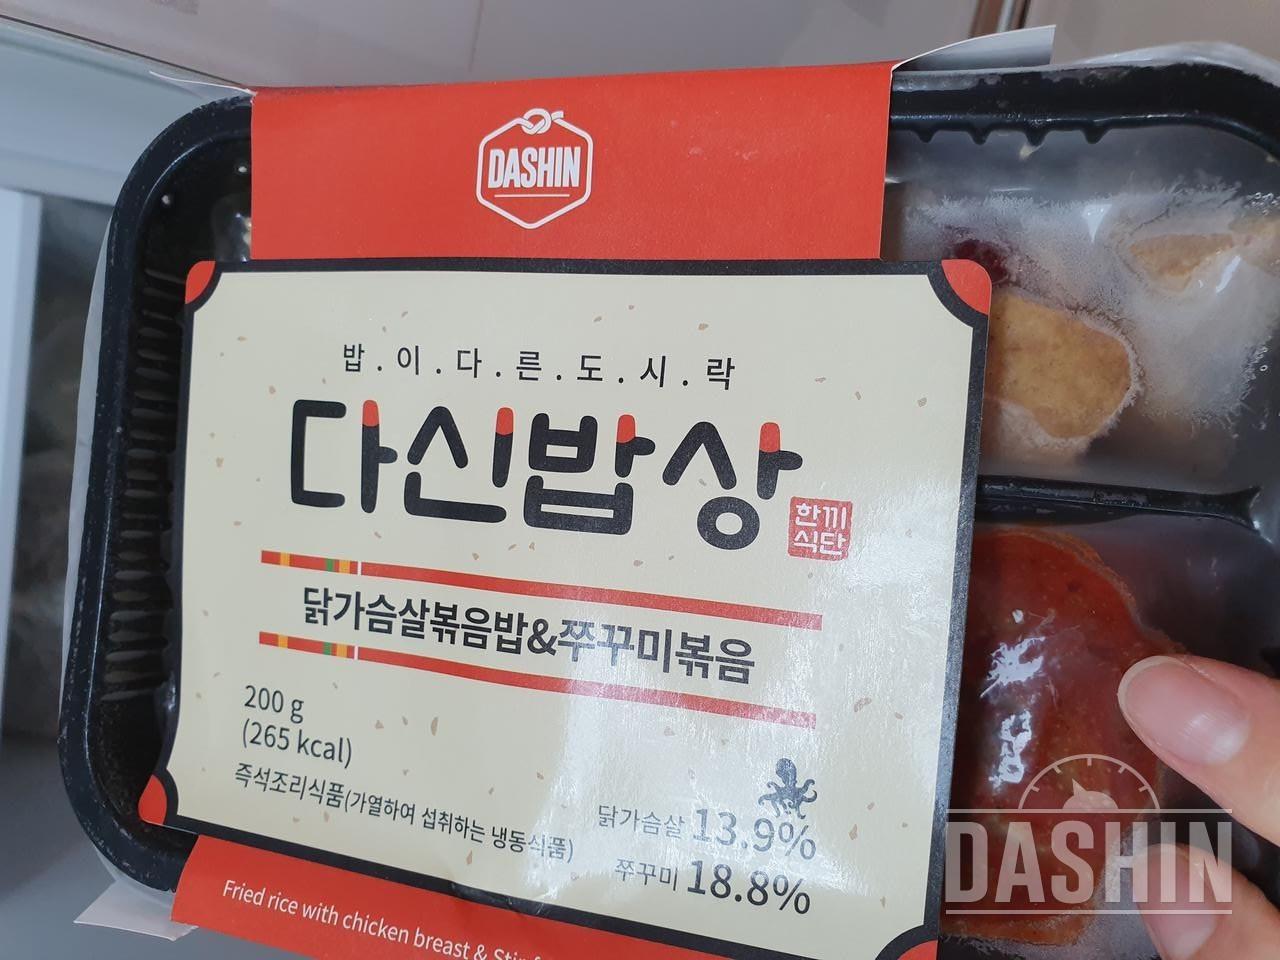 DASHIN
밥.이.다.른.도.시.락
다신밥상
한끼
식단
닭가슴살볶음밥&쭈꾸미볶음
200 g
(265 kcal)
즉석조리식품(가열하여 섭취하는 냉동식품)
닭가슴살 13.9%
쭈꾸미 18.8%
Fried rice with chicken breast &
DASHIN